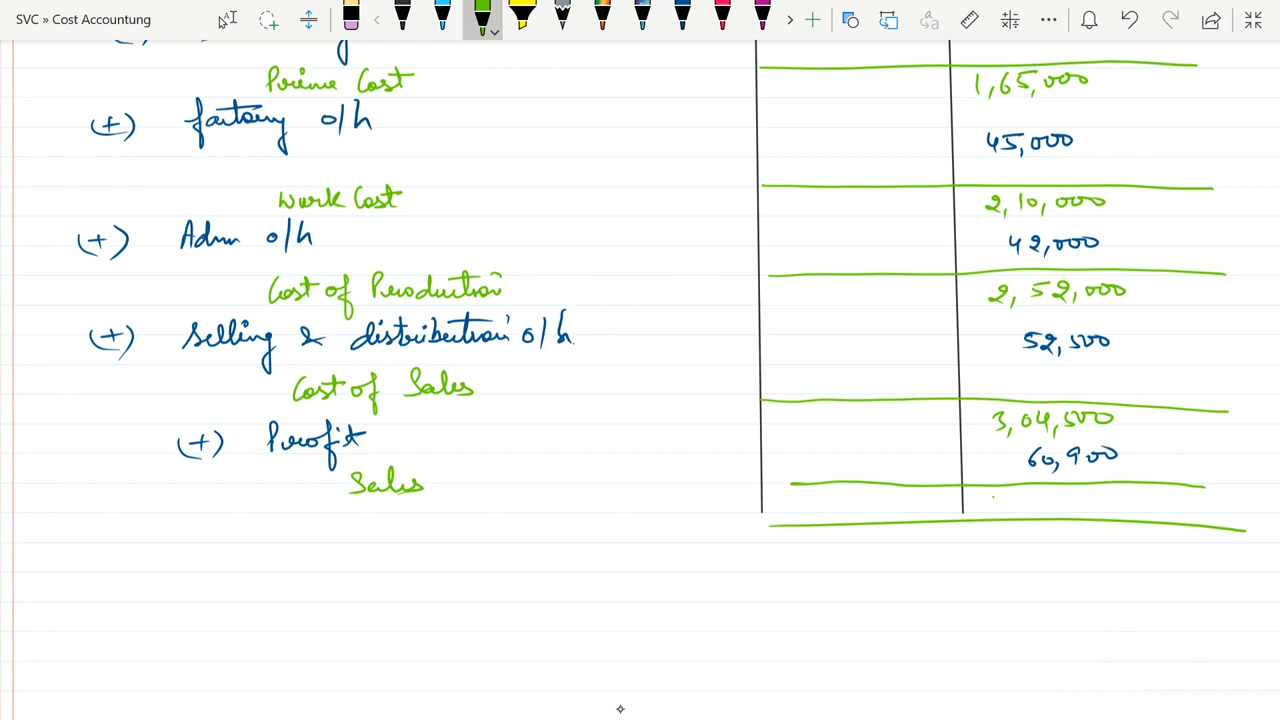 SVC » Cost Accountung
Prime Cost 1,65,000
(+) factory o/h 45,000
Work Cost 2,10,000
(+) Adm o/h 42,000
Cost of Production 2,52,000
(+) Selling & distribution o/h 52,500
Cost of Sales 3,04,500
(+) Profit 60,900
Sales